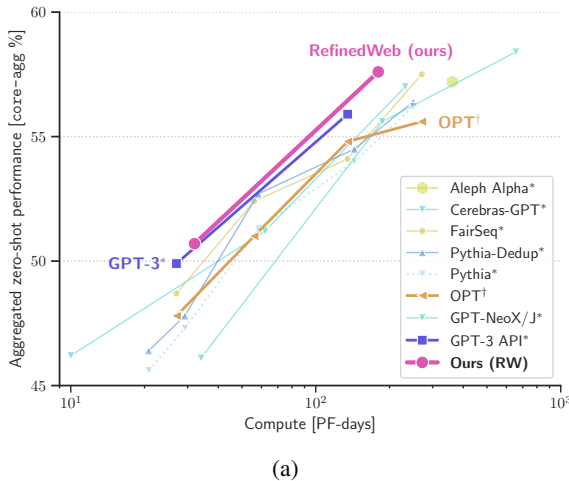 60
55
50
45
10¹
10²
10³
Aggregated zero-shot performance [core-agg %]
Compute [PF-days]
RefinedWeb (ours)
OPT†
GPT-3*
Aleph Alpha*
Cerebras-GPT*
FairSeq*
Pythia-Dedup*
Pythia*
OPT†
GPT-NeoX/J*
GPT-3 API*
Ours (RW)
(a)